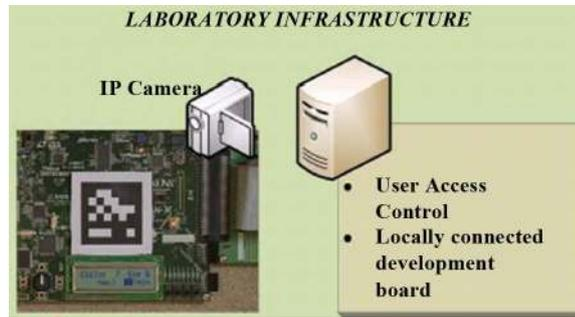 LABORATORY INFRASTRUCTURE
IP Camera
• User Access
Control
• Locally connected
development
board